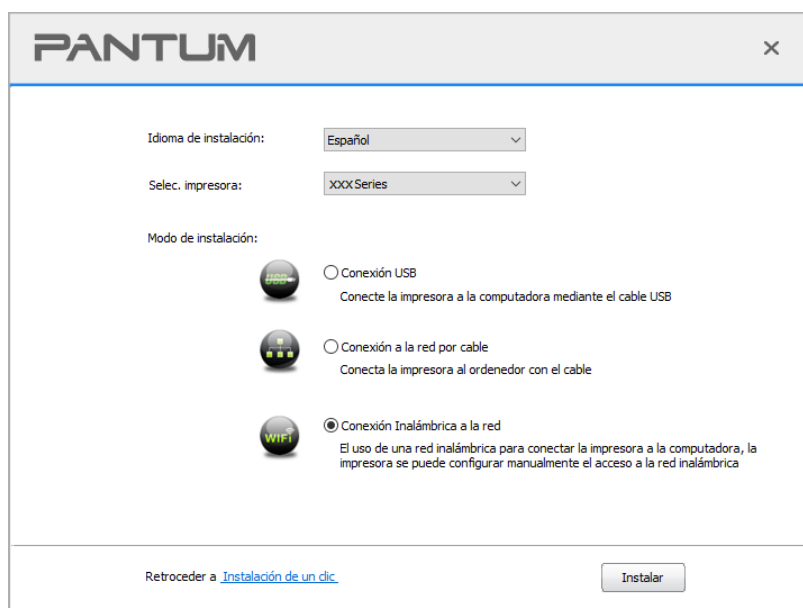 PANTUM
Idioma de instalación:
Español
Selec. impresora:
XXX Series
Modo de instalación:
USB
Conexión USB
Conecte la impresora a la computadora mediante el cable USB
Conexión a la red por cable
Conecta la impresora al ordenedor con el cable
WiFi
Conexión Inalámbrica a la red
El uso de una red inalámbrica para conectar la impresora a la computadora, la
impresora se puede configurar manualmente el acceso a la red inalámbrica
Retroceder a Instalación de un clic
Instalar